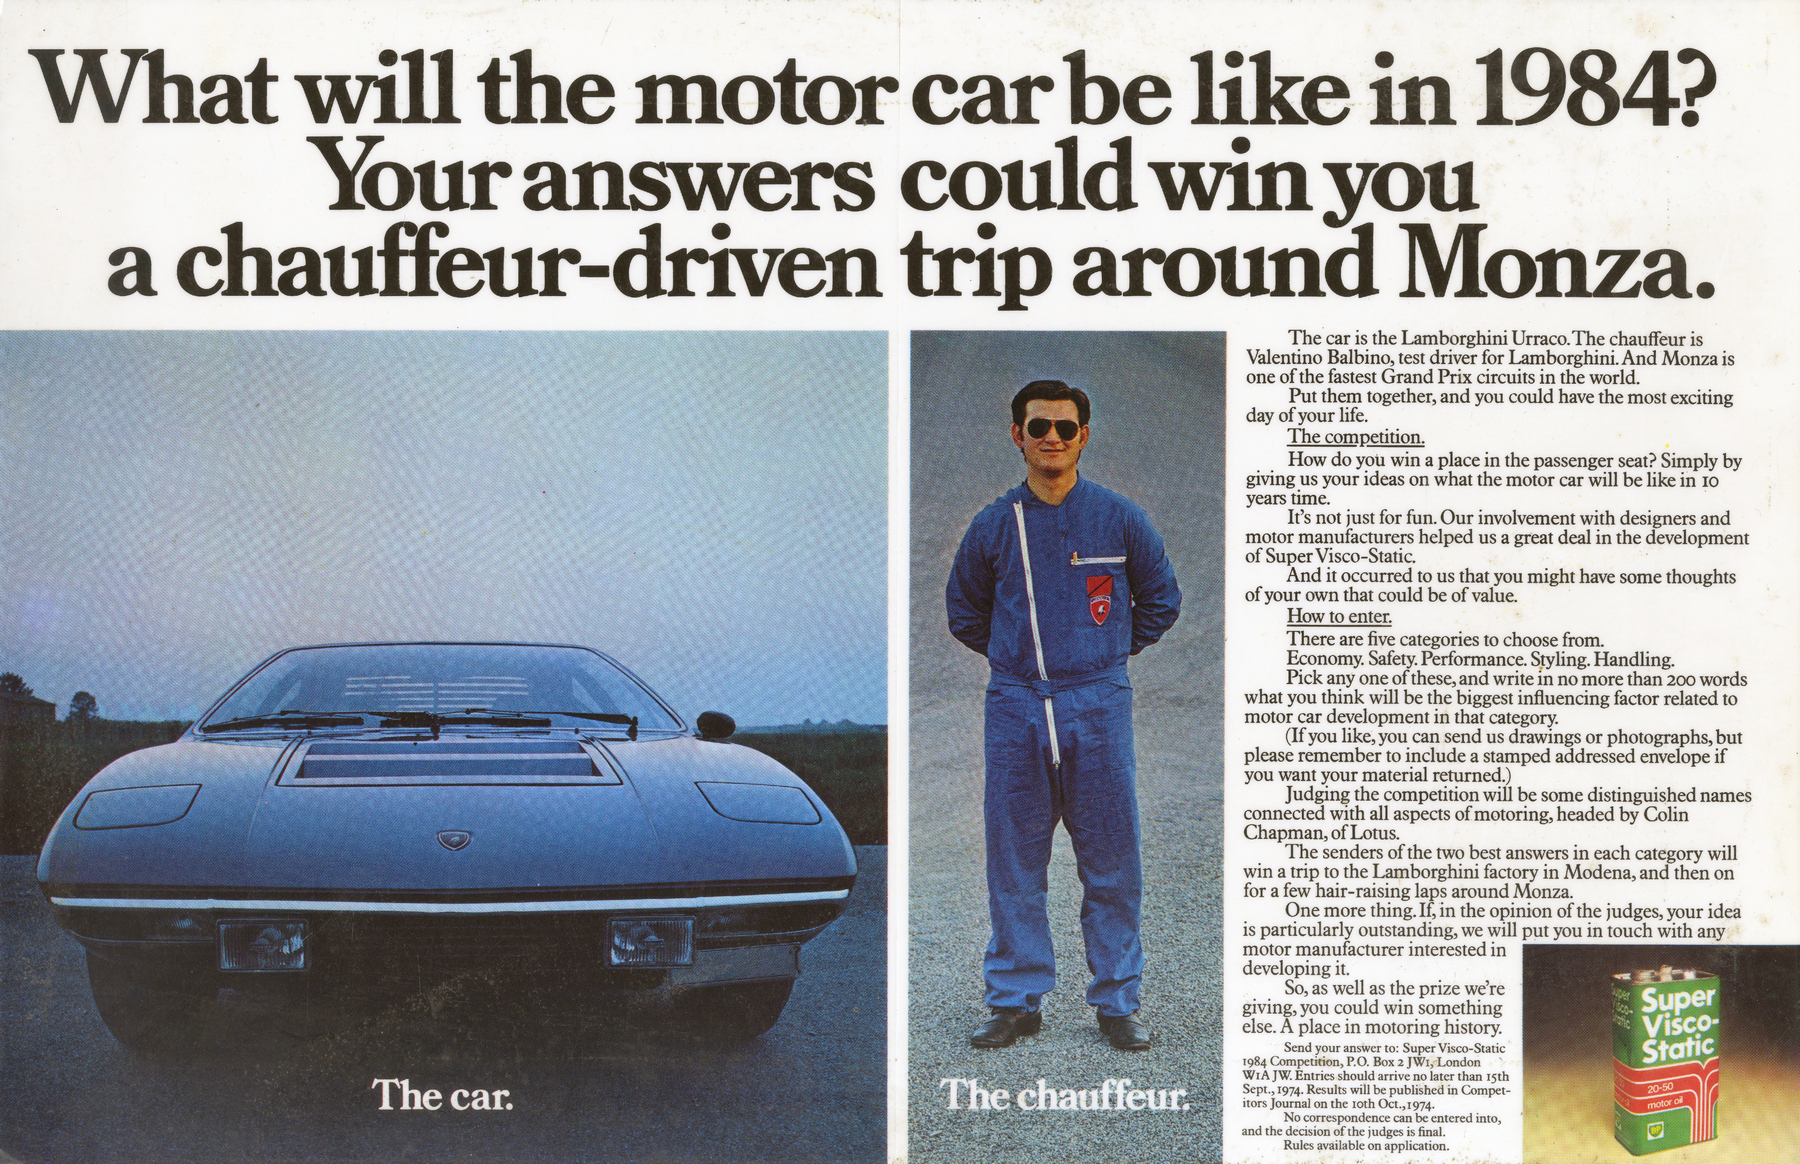 What will the motor car be like in 1984?
Your answers could win you
a chauffeur-driven trip around Monza.
The car.
The chauffeur.
The car is the Lamborghini Urraco. The chauffeur is
Valentino Balbino, test driver for Lamborghini. And Monza is
one of the fastest Grand Prix circuits in the world.
Put them together, and you could have the most exciting
day of your life.
The competition.
How do you win a place in the passenger seat? Simply by
giving us your ideas on what the motor car will be like in 10
years time.
It's not just for fun. Our involvement with designers and
motor manufacturers helped us a great deal in the development
of Super Visco-Static.
And it occurred to us that you might have some thoughts
of your own that could be of value.
How to enter.
There are five categories to choose from.
Economy. Safety. Performance. Styling. Handling.
Pick any one of these, and write in no more than 200 words
what you think will be the biggest influencing factor related to
motor car development in that category.
(If you like, you can send us drawings or photographs, but
please remember to include a stamped addressed envelope if
you want your material returned.)
Judging the competition will be some distinguished names
connected with all aspects of motoring, headed by Colin
Chapman, of Lotus.
The senders of the two best answers in each category will
win a trip to the Lamborghini factory in Modena, and then on
for a few hair-raising laps around Monza.
One more thing. If, in the opinion of the judges, your idea
is particularly outstanding, we will put you in touch with any
motor manufacturer interested in
developing it.
So, as well as the prize we're
giving, you could win something
else. A place in motoring history.
Send your answer to: Super Visco-Static
1984 Competition, P.O. Box 2 JW1, London
W1A JW. Entries should arrive no later than 15th
Sept., 1974. Results will be published in Compet-
itors Journal on the 10th Oct., 1974.
No correspondence can be entered into,
and the decision of the judges is final.
Rules available on application.
Super
Visco-
Static
20-50
motor oil
BP